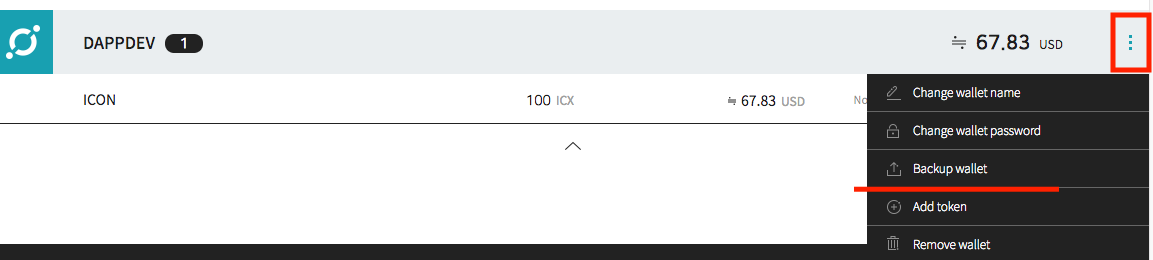 DAPPDEV 1 ≒ 67.83 USD
ICON 100 ICX ≒ 67.83 USD No
Change wallet name
Change wallet password
Backup wallet
Add token
Remove wallet